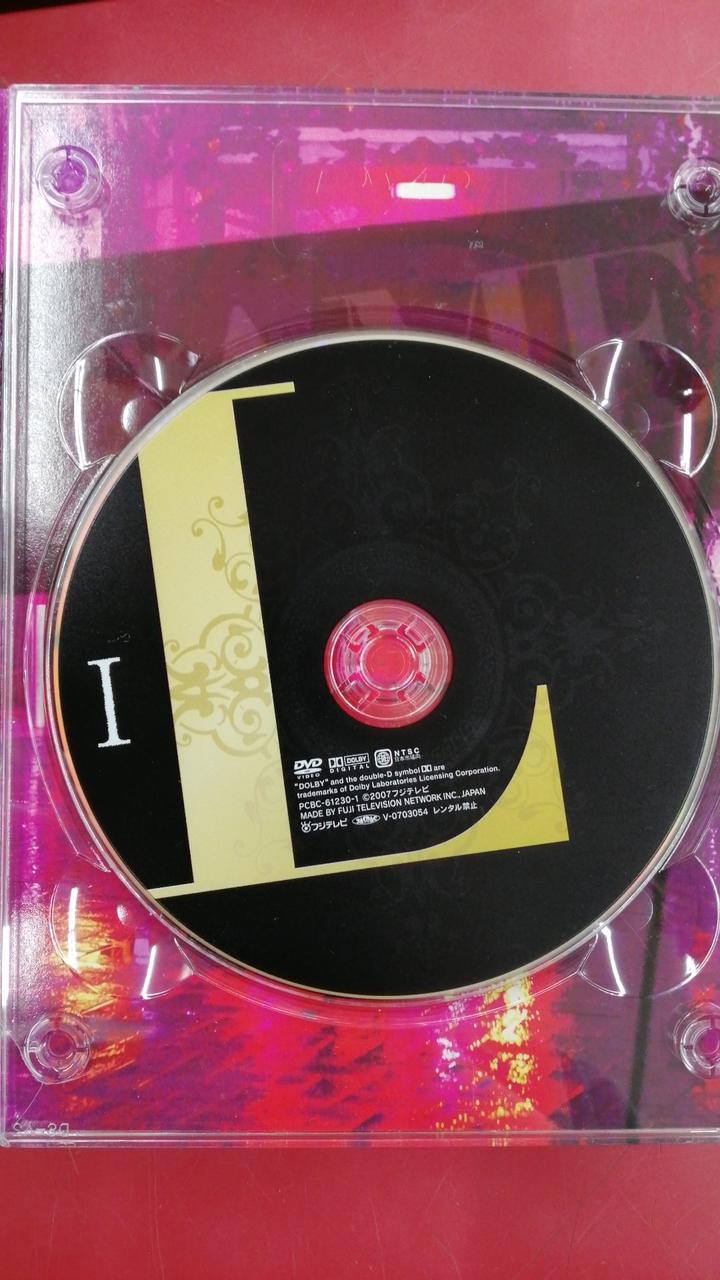 L
I
DVD VIDEO DOLBY DIGITAL NTSC 日本市場向
"DOLBY" and the double-D symbol are
trademarks of Dolby Laboratories Licensing Corporation.
PCBC-61230-1 ©2007フジテレビ
MADE BY FUJI TELEVISION NETWORK INC., JAPAN
フジテレビ V-0703054 レンタル禁止